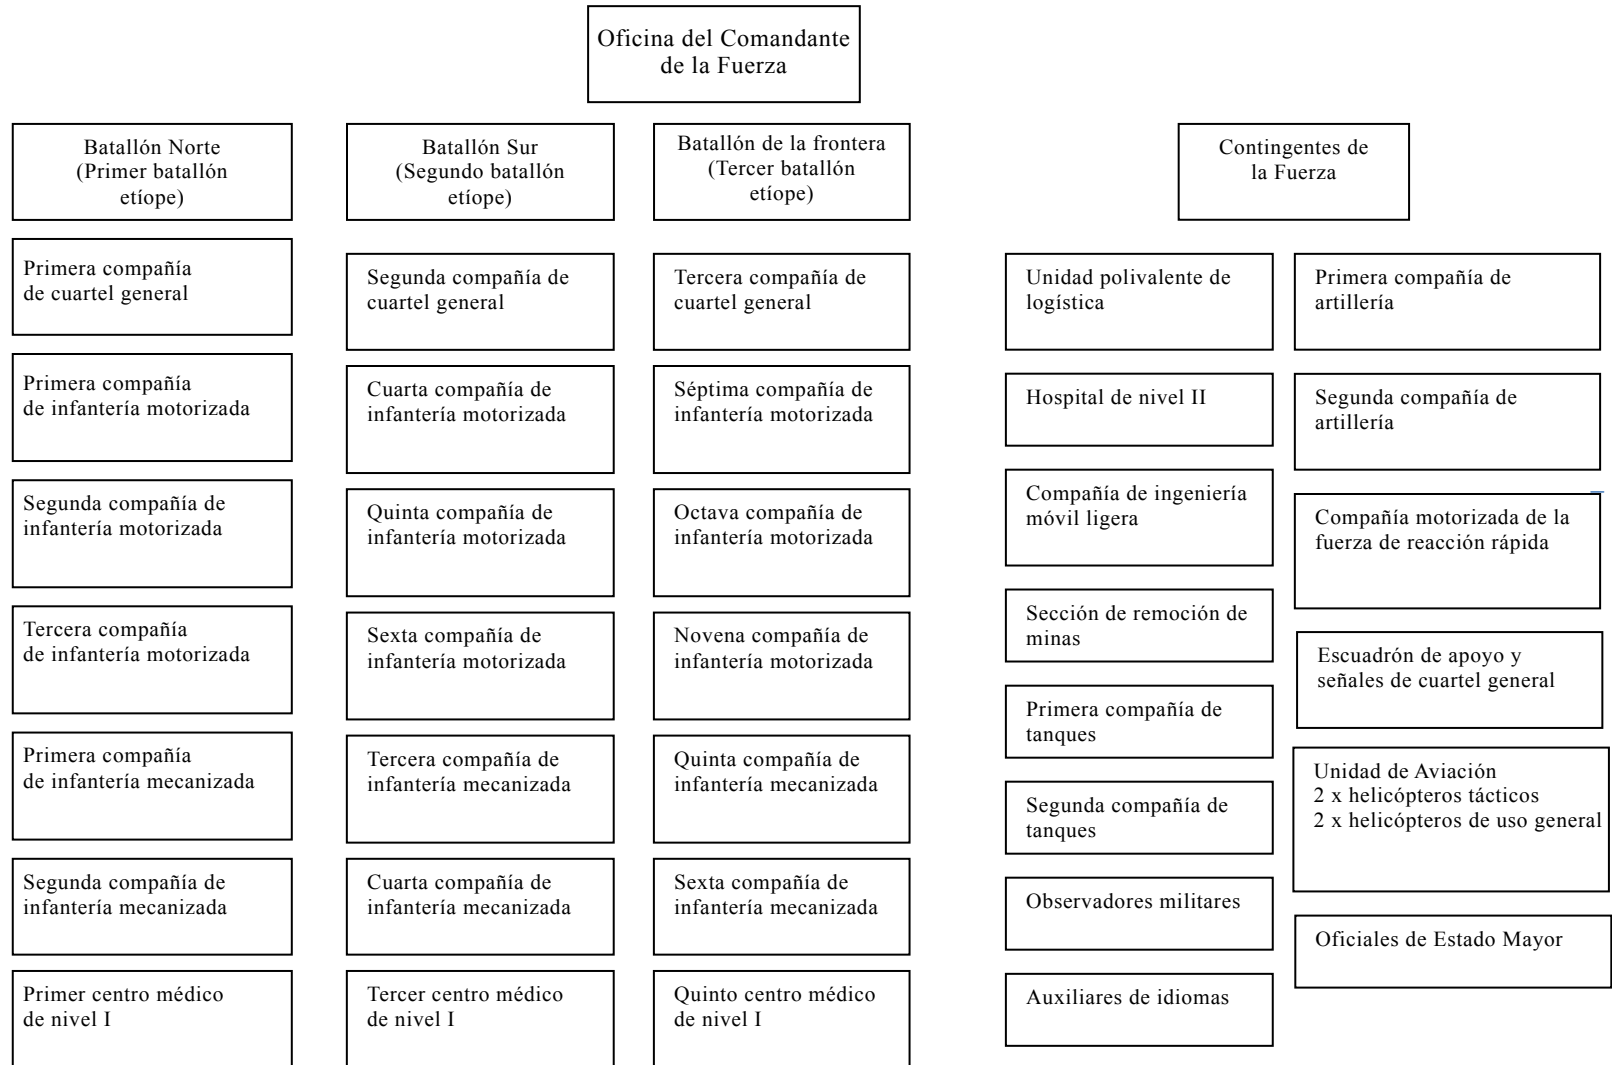 Oficina del Comandante
de la Fuerza
Batallón Norte
(Primer batallón
etíope)
Primera compañía
de cuartel general
Primera compañía
de infantería motorizada
Segunda compañía de
infantería motorizada
Tercera compañía
de infantería motorizada
Primera compañía
de infantería mecanizada
Segunda compañía de
infantería mecanizada
Primer centro médico
de nivel I
Batallón Sur
(Segundo batallón
etíope)
Segunda compañía de
cuartel general
Cuarta compañía de
infantería motorizada
Quinta compañía de
infantería motorizada
Sexta compañía de
infantería motorizada
Tercera compañía de
infantería mecanizada
Cuarta compañía de
infantería mecanizada
Tercer centro médico
de nivel I
Batallón de la frontera
(Tercer batallón
etíope)
Tercera compañía de
cuartel general
Séptima compañía de
infantería motorizada
Octava compañía de
infantería motorizada
Novena compañía de
infantería motorizada
Quinta compañía de
infantería mecanizada
Sexta compañía de
infantería mecanizada
Quinto centro médico
de nivel I
Contingentes de
la Fuerza
Unidad polivalente de
logística
Hospital de nivel II
Compañía de ingeniería
móvil ligera
Sección de remoción de
minas
Primera compañía de
tanques
Segunda compañía de
tanques
Observadores militares
Auxiliares de idiomas
Primera compañía de
artillería
Segunda compañía de
artillería
Compañía motorizada de la
fuerza de reacción rápida
Escuadrón de apoyo y
señales de cuartel general
Unidad de Aviación
2 x helicópteros tácticos
2 x helicópteros de uso general
Oficiales de Estado Mayor